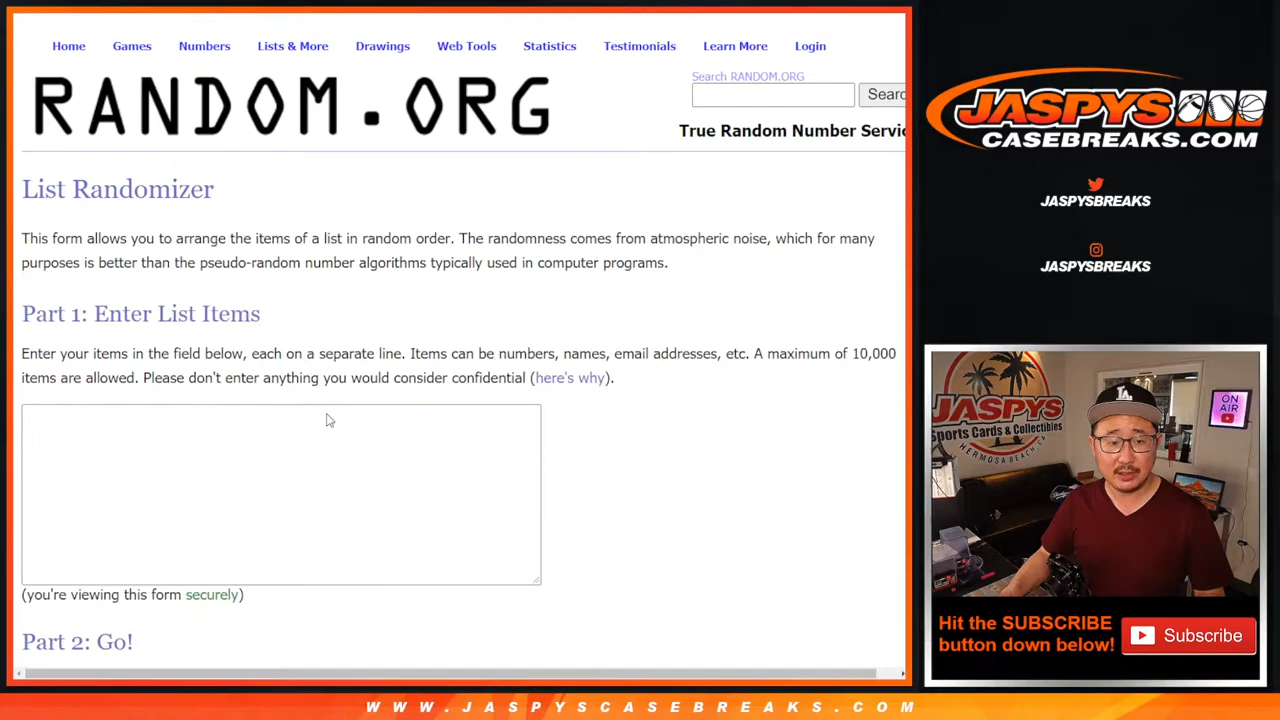 Home Games Numbers Lists & More Drawings Web Tools Statistics Testimonials Learn More Login
RANDOM.ORG
Search RANDOM.ORG
Searc
True Random Number Servic
List Randomizer
This form allows you to arrange the items of a list in random order. The randomness comes from atmospheric noise, which for many
purposes is better than the pseudo-random number algorithms typically used in computer programs.
Part 1: Enter List Items
Enter your items in the field below, each on a separate line. Items can be numbers, names, email addresses, etc. A maximum of 10,000
items are allowed. Please don't enter anything you would consider confidential (here's why).
(you're viewing this form securely)
Part 2: Go!
JASPYS
CASEBREAKS.COM
JASPYSBREAKS
JASPYSBREAKS
JASPYS
Sports Cards & Collectibles
HERMOSA BEACH, CA
ON
AIR
LA
Hit the SUBSCRIBE
button down below!
Subscribe
WWW.JASPYSCASEBREAKS.COM